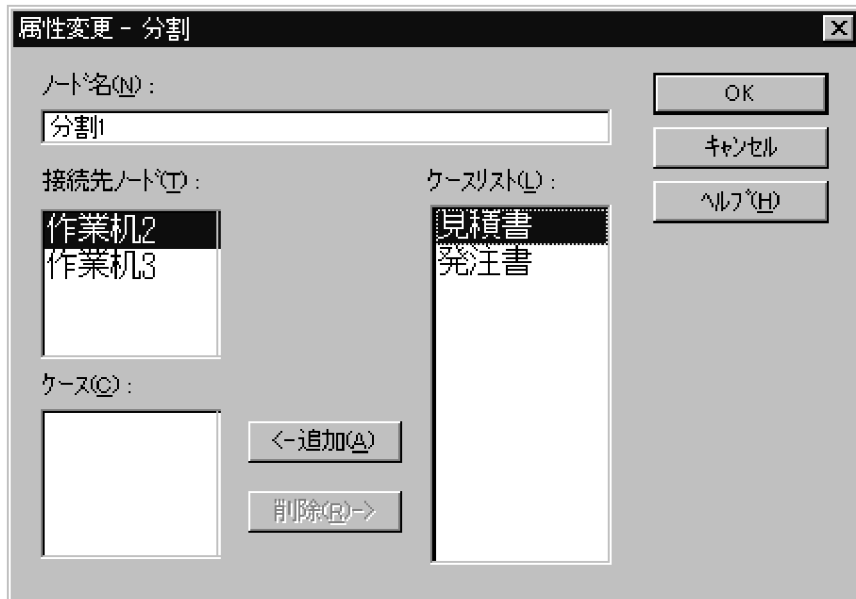 属性変更 - 分割
ﾉｰﾄﾞ名(N) :
分割1
接続先ﾉｰﾄﾞ(T) :
作業机2
作業机3
ｹｰｽ(C) :
<-追加(A)
削除(R)->
ｹｰｽﾘｽﾄ(L) :
見積書
発注書
OK
ｷｬﾝｾﾙ
ﾍﾙﾌﾟ(H)